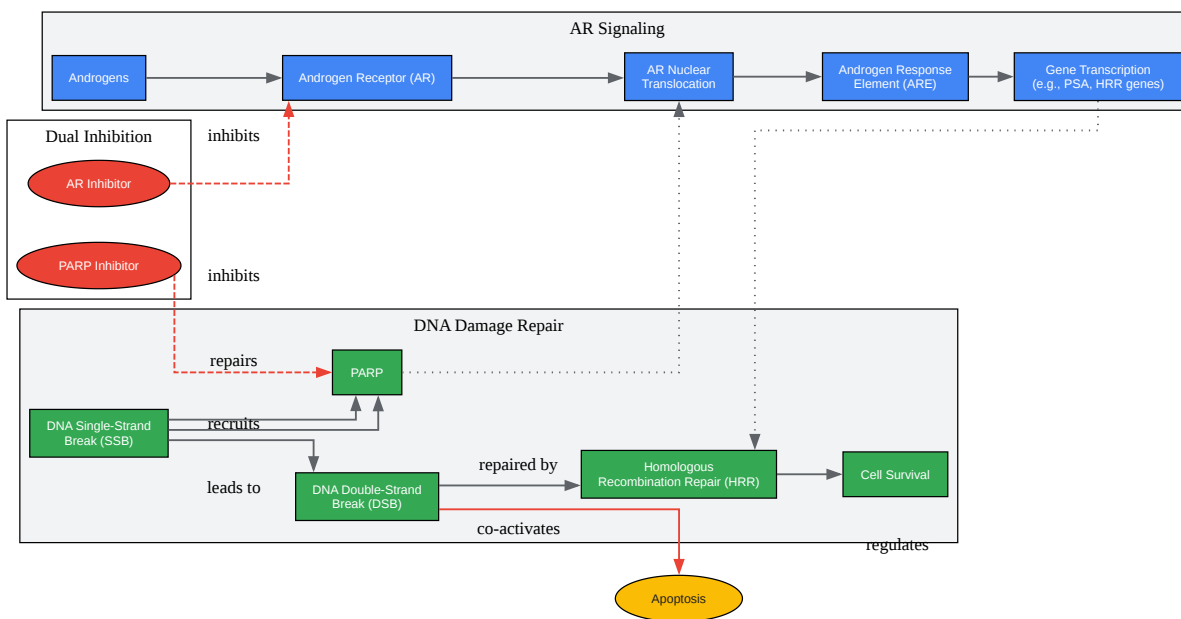 AR Signaling
Androgens
Androgen Receptor (AR)
AR Nuclear
Translocation
Androgen Response
Element (ARE)
Gene Transcription
(e.g., PSA, HRR genes)
Dual Inhibition
inhibits
AR Inhibitor
PARP Inhibitor
inhibits
DNA Damage Repair
repairs
PARP
DNA Single-Strand
Break (SSB)
recruits
leads to
DNA Double-Strand
Break (DSB)
repaired by
Homologous
Recombination Repair (HRR)
Cell Survival
co-activates
regulates
Apoptosis